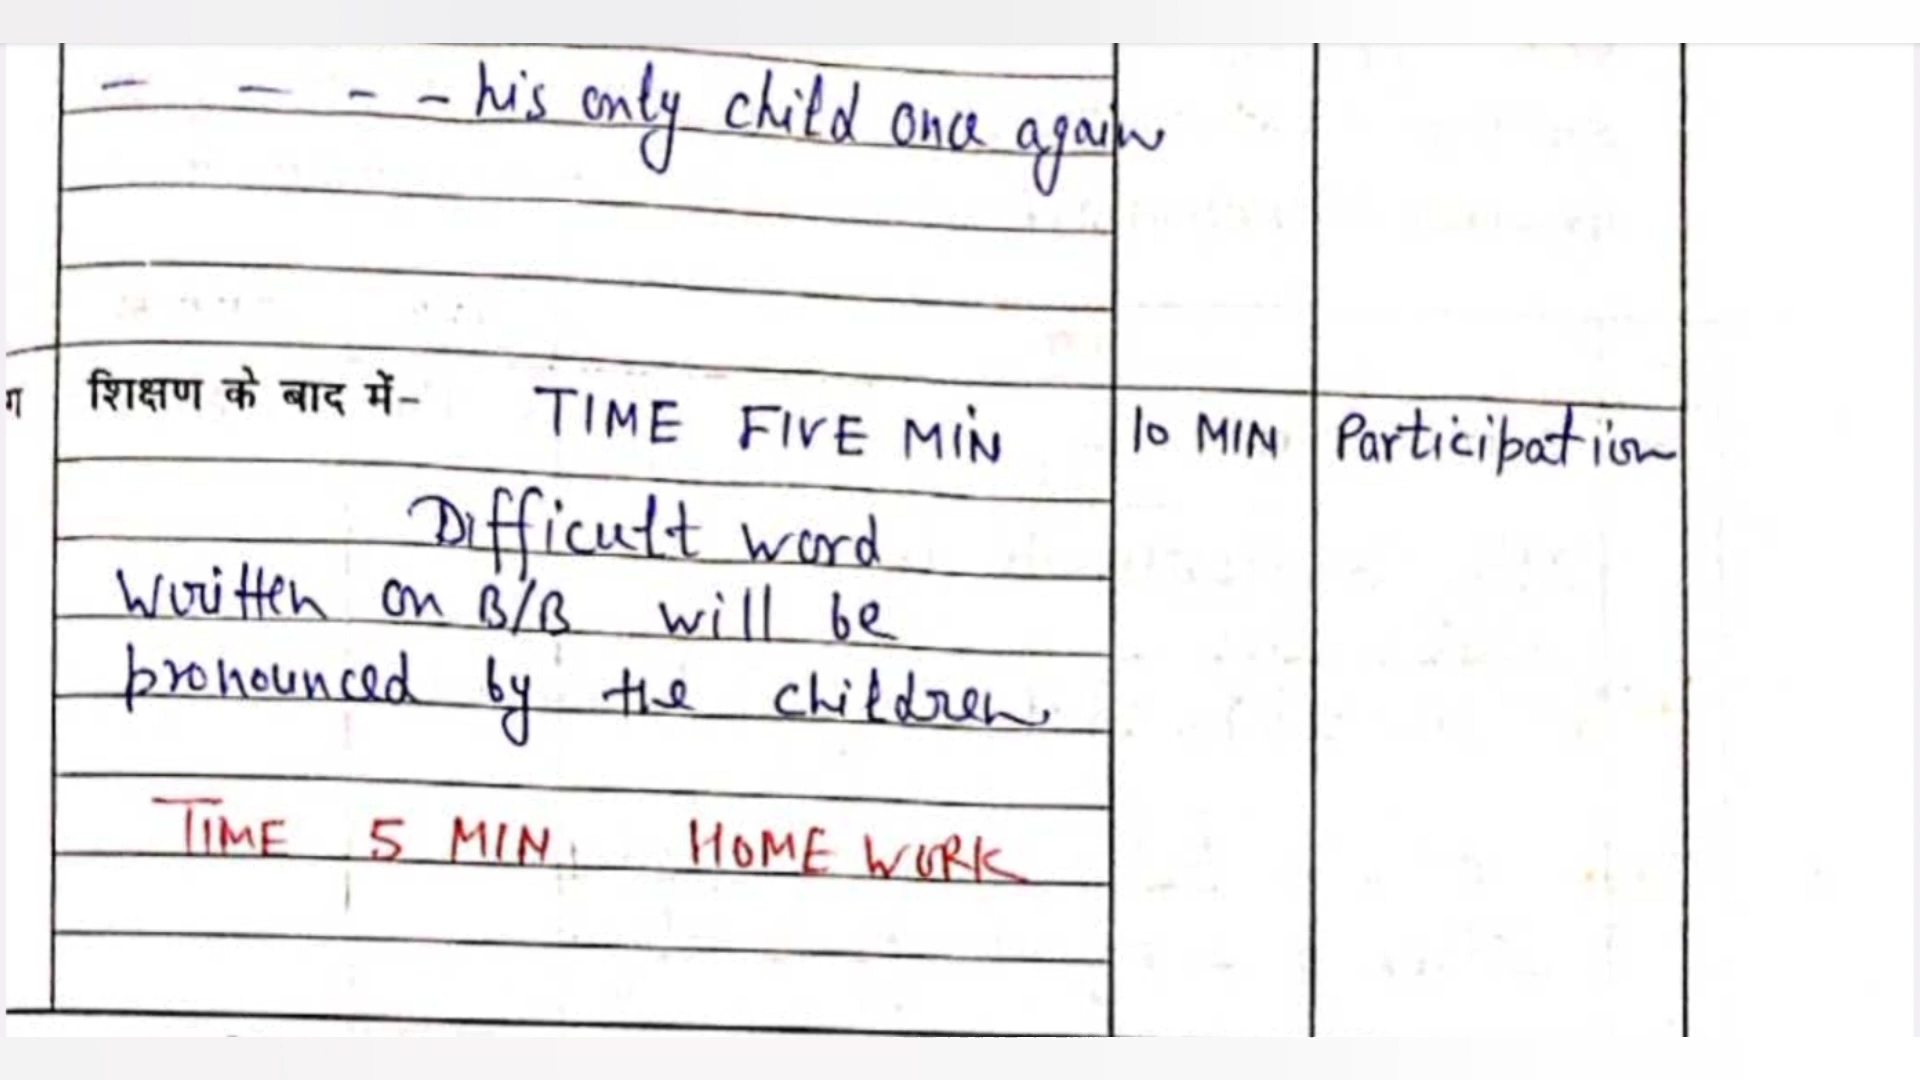 - - - - his only child once again
शिक्षण के बाद में- TIME FIVE MIN 10 MIN Participation
Difficult word
written on B/B will be
pronounced by the children
TIME 5 MIN HOME WORK